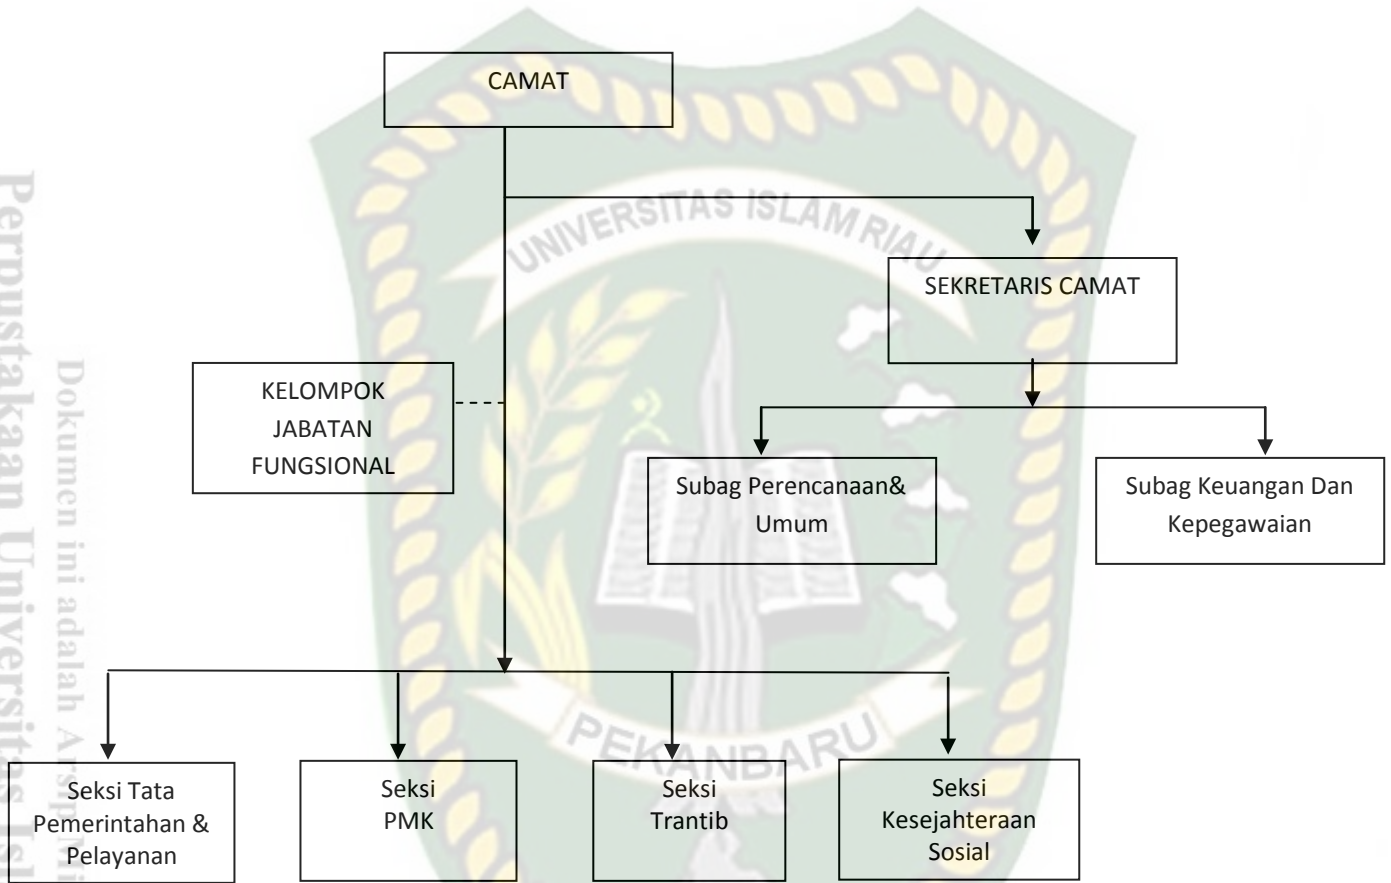 CAMAT
UNIVERSITAS ISLAM RIAU
SEKRETARIS CAMAT
KELOMPOK
JABATAN
FUNGSIONAL
Subag Perencanaan&
Umum
Subag Keuangan Dan
Kepegawaian
PEKANBARU
Seksi Tata
Pemerintahan &
Pelayanan
Seksi
PMK
Seksi
Trantib
Seksi
Kesejahteraan
Sosial
Perpustakaan Universitas
Dokumen ini adalah Arsip